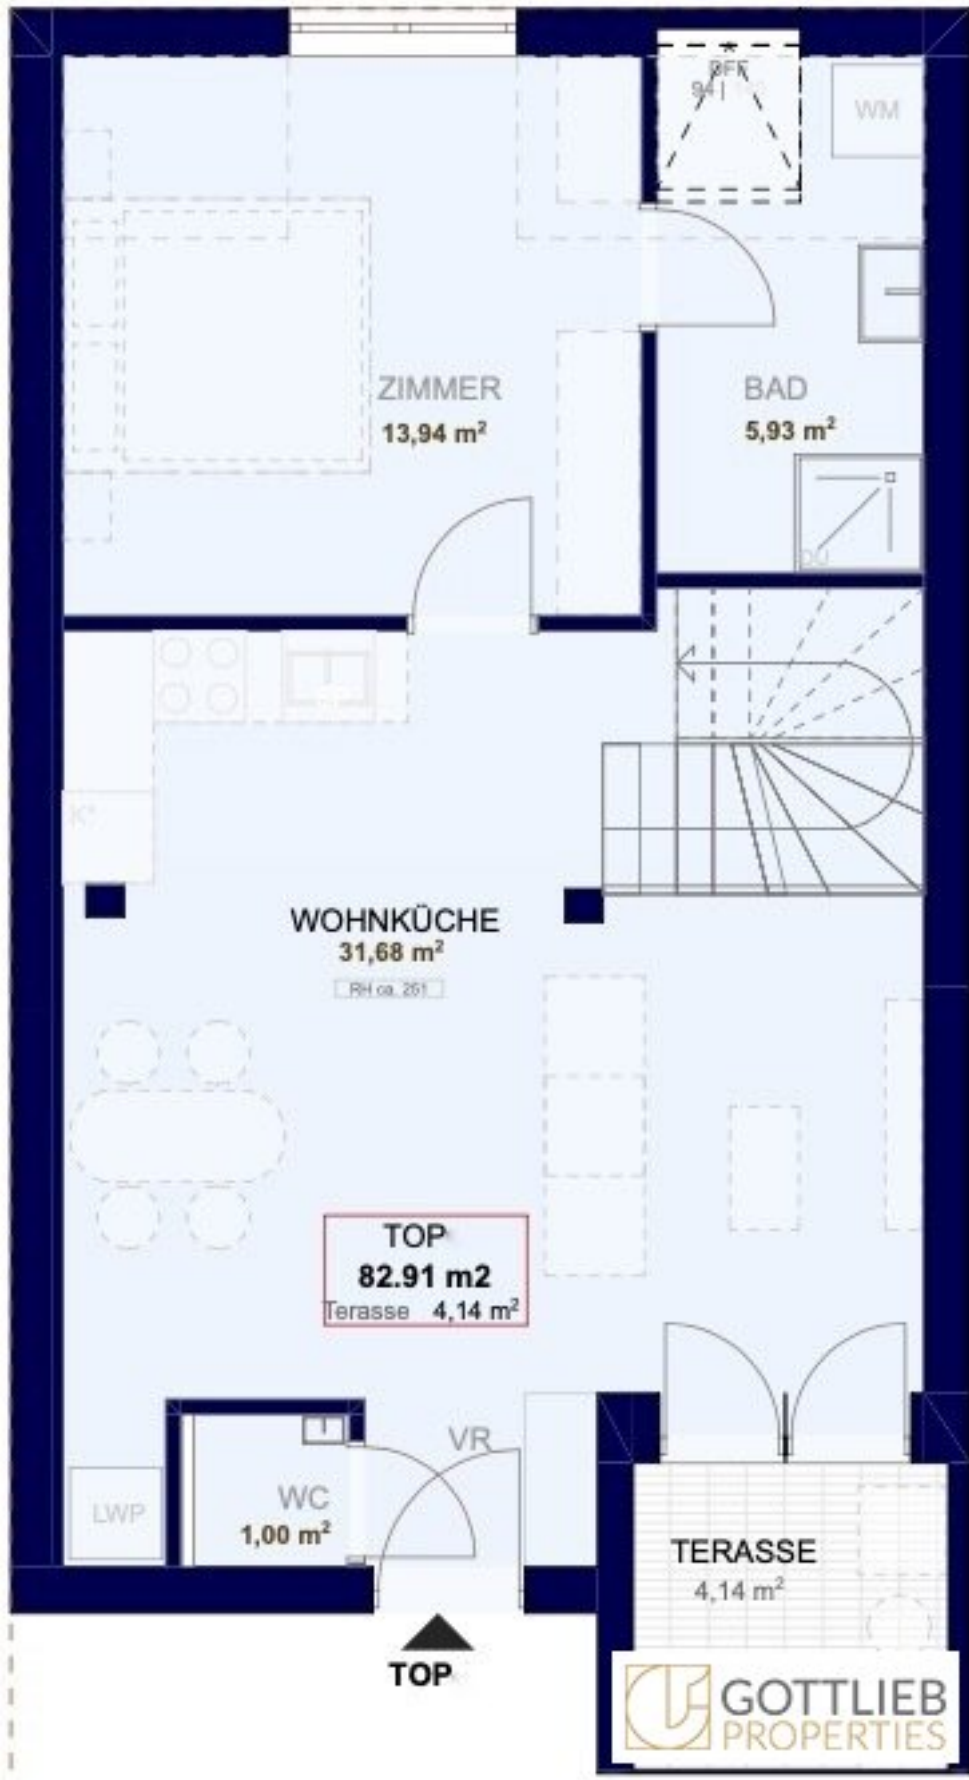 94|
WM
ZIMMER
13,94 m²
BAD
5,93 m²
DU
K*
WOHNKÜCHE
31,68 m²
RH ca. 251
TOP
82.91 m2
Terasse 4,14 m²
VR
WC
1,00 m²
LWP
TERASSE
4,14 m²
TOP
GOTTLIEB
PROPERTIES